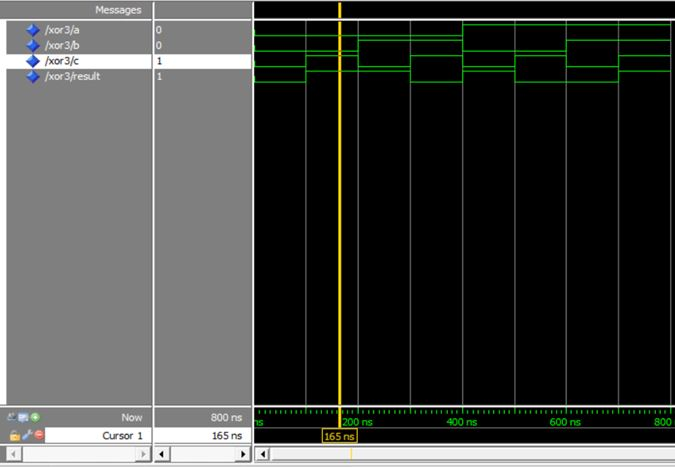 Messages
/xor3/a 0
/xor3/b 0
/xor3/c 1
/xor3/result 1
Now 800 ns ns 200 ns 400 ns 600 ns 800
Cursor 1 165 ns 165 ns